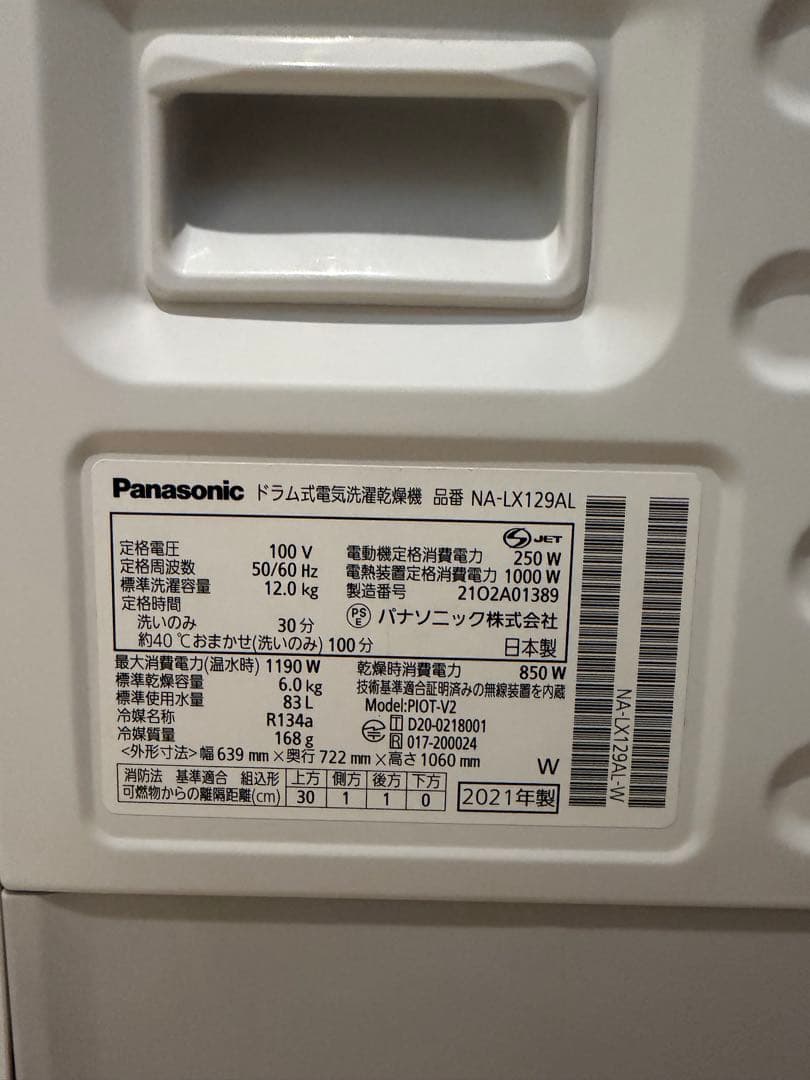 Panasonic ドラム式電気洗濯乾燥機 品番 NA-LX129AL
JET
定格電圧 100 V 電動機定格消費電力 250 W
定格周波数 50/60 Hz 電熱装置定格消費電力 1000 W
標準洗濯容量 12.0 kg 製造番号 21O2A01389
定格時間
洗いのみ 30 分 PSE パナソニック株式会社
約40 ℃おまかせ(洗いのみ) 100 分 日本製
最大消費電力(温水時) 1190 W 乾燥時消費電力 850 W
標準乾燥容量 6.0 kg 技術基準適合証明済みの無線装置を内蔵
標準使用水量 83 L Model:PIOT-V2
冷媒名称 R134a T D20-0218001
冷媒質量 168 g R 017-200024
<外形寸法>幅 639 mm×奥行 722 mm×高さ 1060 mm W
消防法 基準適合 組込形 上方 側方 後方 下方
可燃物からの離隔距離(cm) 30 1 1 0 2021年製
NA-LX129AL-W